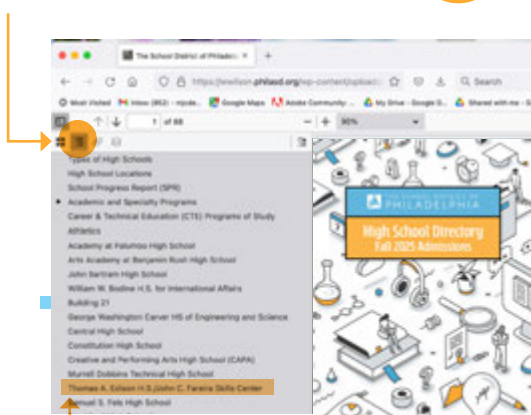 The School District of Philadel
https://jewilson.philasd.org/wp-content/upload
Search
Most Visited
Inbox (952) - njode...
Google Maps
Adobe Community: ...
My Drive - Google D...
Shared with me - G
1 of 88
90%
Types of High Schools
High School Locations
School Progress Report (SPR)
Academic and Specialty Programs
Career & Technical Education (CTE) Programs of Study
Athletics
Academy at Palumbo High School
Arts Academy at Benjamin Rush High School
John Bartram High School
William W. Bodine H.S. for International Affairs
Building 21
George Washington Carver HS of Engineering and Science
Central High School
Constitution High School
Creative and Performing Arts High School (CAPA)
Murrell Dobbins Technical High School
Thomas A. Edison H.S./John C. Fareira Skills Center
Samuel S. Fels High School
THE SCHOOL DISTRICT OF
PHILADELPHIA
High School Directory
Fall 2025 Admissions